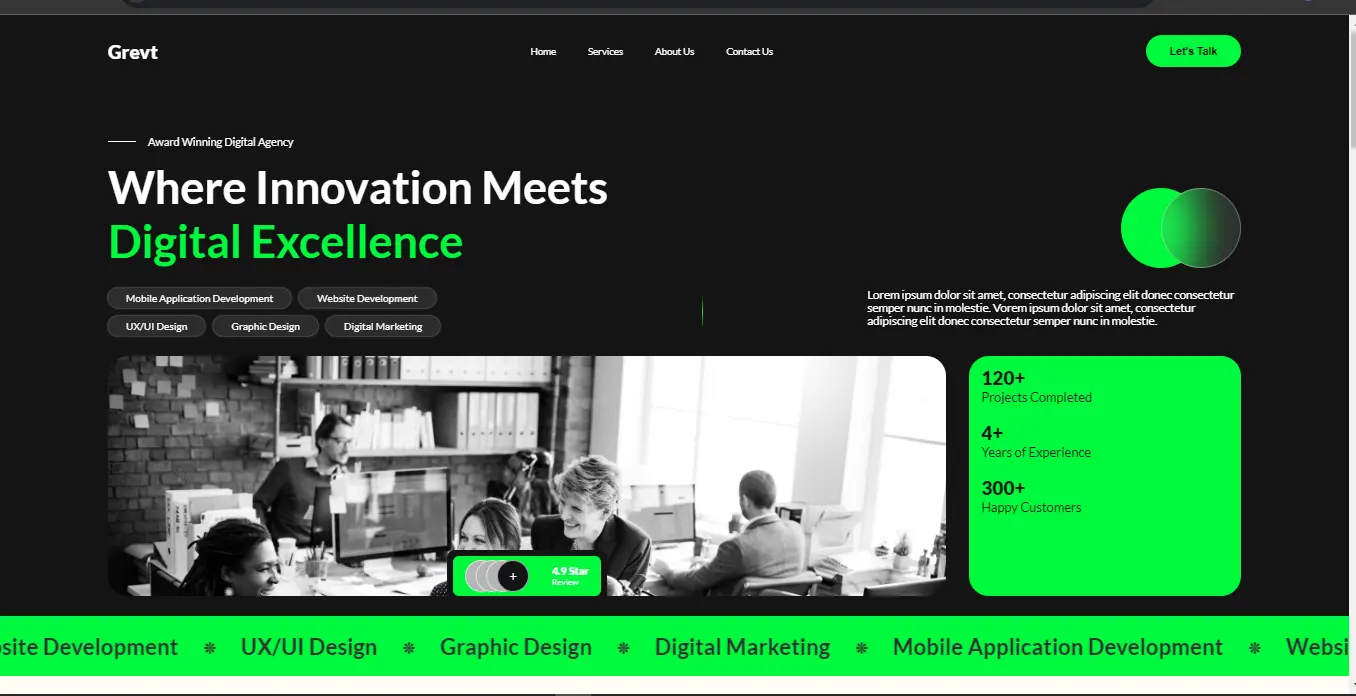 Grevt
Home
Services
About Us
Contact Us
Let's Talk
Award Winning Digital Agency
Where Innovation Meets
Digital Excellence
Mobile Application Development
Website Development
UX/UI Design
Graphic Design
Digital Marketing
Lorem ipsum dolor sit amet, consectetur adipiscing elit donec consectetur
semper nunc in molestie. Vorem ipsum dolor sit amet, consectetur
adipiscing elit donec consectetur semper nunc in molestie.
120+
Projects Completed
4+
Years of Experience
300+
Happy Customers
+
4.9 Star
Review
site Development ❋ UX/UI Design ❋ Graphic Design ❋ Digital Marketing ❋ Mobile Application Development ❋ Websi